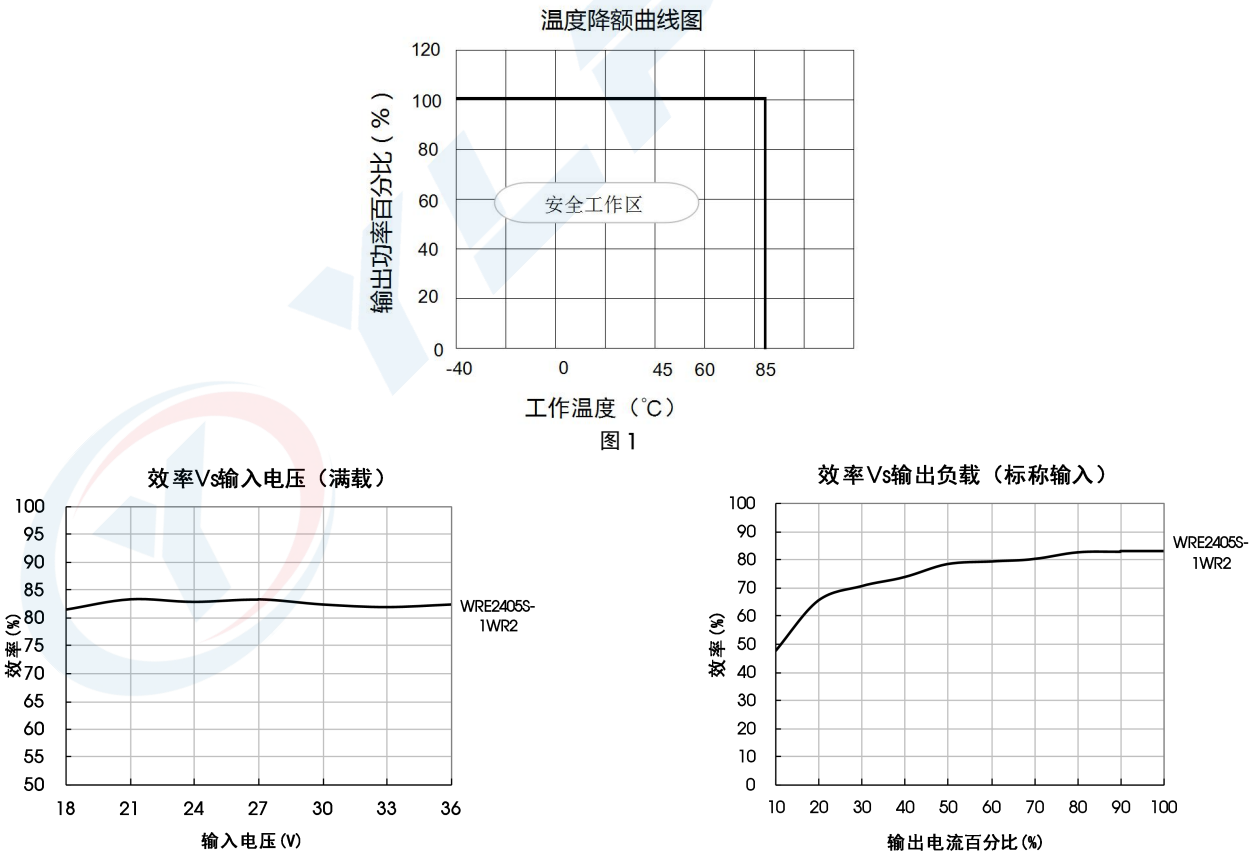 温度降额曲线图
120
100
80
60
40
20
0
输出功率百分比(%)
安全工作区
-40 0 45 60 85
工作温度（℃）
图 1
效率Vs输入电压（满载）
100
95
90
85
80
75
70
65
60
55
50
效率(%)
WRE2405S-
1WR2
18 21 24 27 30 33 36
输入电压(V)
效率Vs输出负载（标称输入）
100
90
80
70
60
50
40
30
20
10
0
效率(%)
WRE2405S-
1WR2
10 20 30 40 50 60 70 80 90 100
输出电流百分比(%)